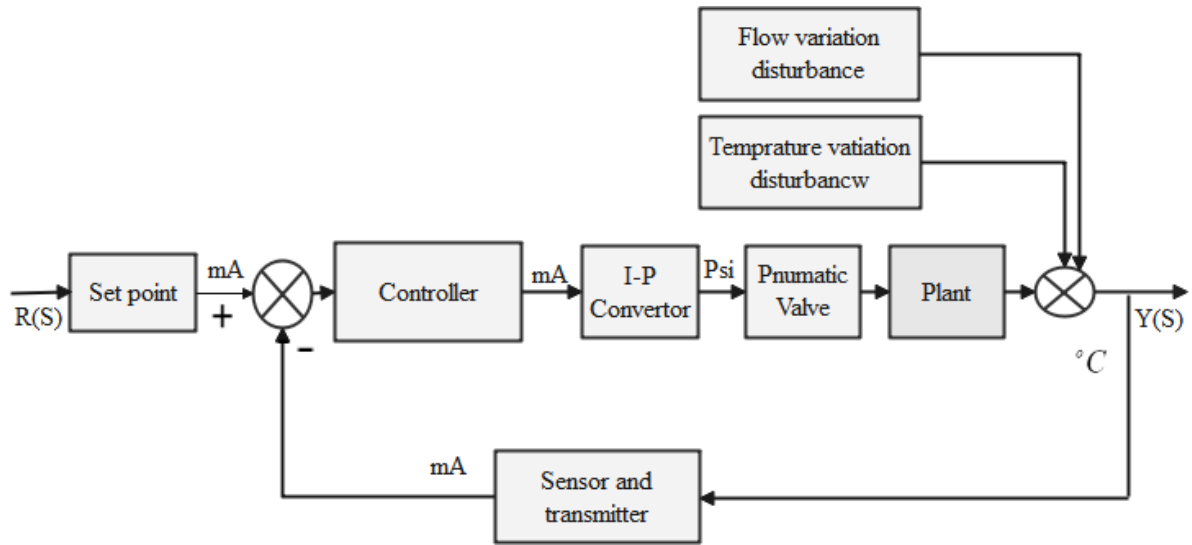 Flow variation
disturbance
Temprature vatiation
disturbancw
R(S)
Set point
mA
+
-
Controller
mA
I-P
Convertor
Psi
Pnumatic
Valve
Plant
Y(S)
°C
mA
Sensor and
transmitter